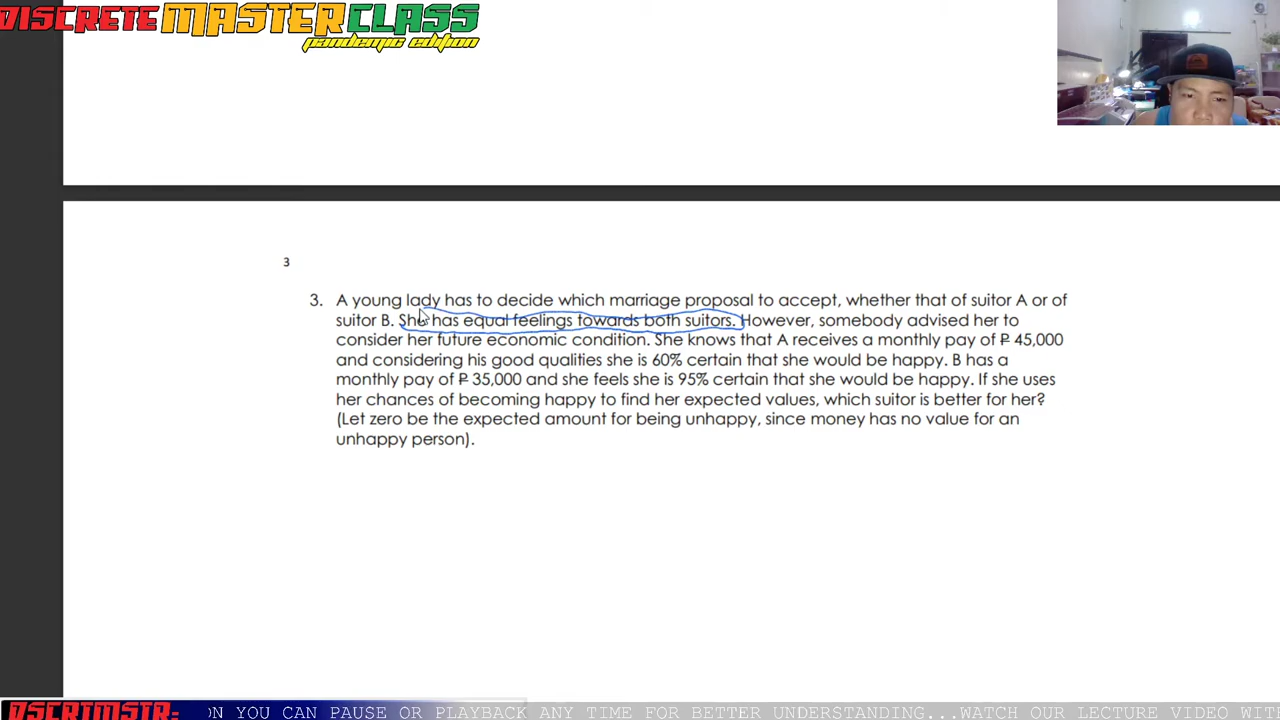 DISCRETE MASTERCLASS
pandemic edition
3
3. A young lady has to decide which marriage proposal to accept, whether that of suitor A or of
suitor B. She has equal feelings towards both suitors. However, somebody advised her to
consider her future economic condition. She knows that A receives a monthly pay of ₱ 45,000
and considering his good qualities she is 60% certain that she would be happy. B has a
monthly pay of ₱ 35,000 and she feels she is 95% certain that she would be happy. If she uses
her chances of becoming happy to find her expected values, which suitor is better for her?
(Let zero be the expected amount for being unhappy, since money has no value for an
unhappy person).
DSCRTMSTR: ON YOU CAN PAUSE OR PLAYBACK ANY TIME FOR BETTER UNDERSTANDING...WATCH OUR LECTURE VIDEO WITH